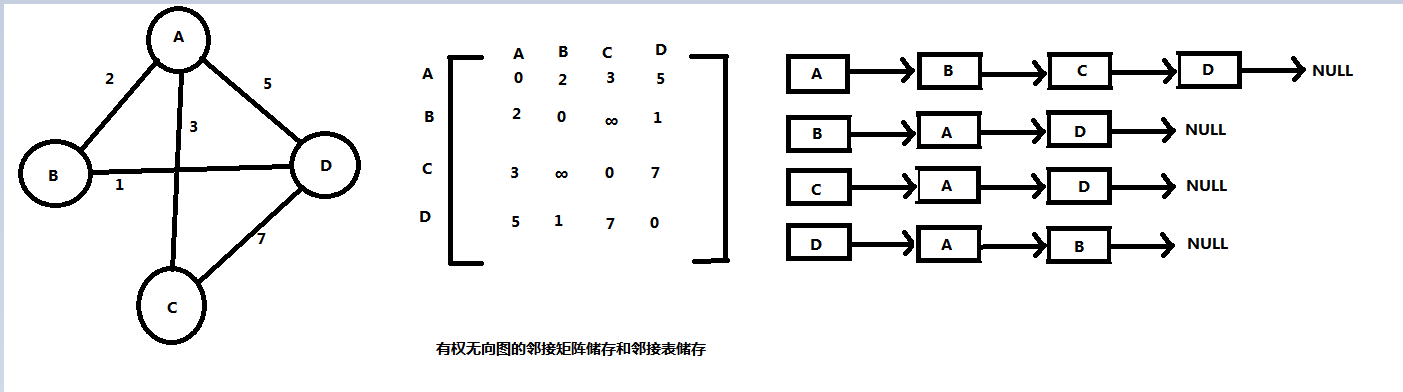 A
2
5
3
B
D
1
7
C
A B C D
A 0 2 3 5
B 2 0 ∞ 1
C 3 ∞ 0 7
D 5 1 7 0
A B C D NULL
B A D NULL
C A D NULL
D A B NULL
有权无向图的邻接矩阵储存和邻接表储存